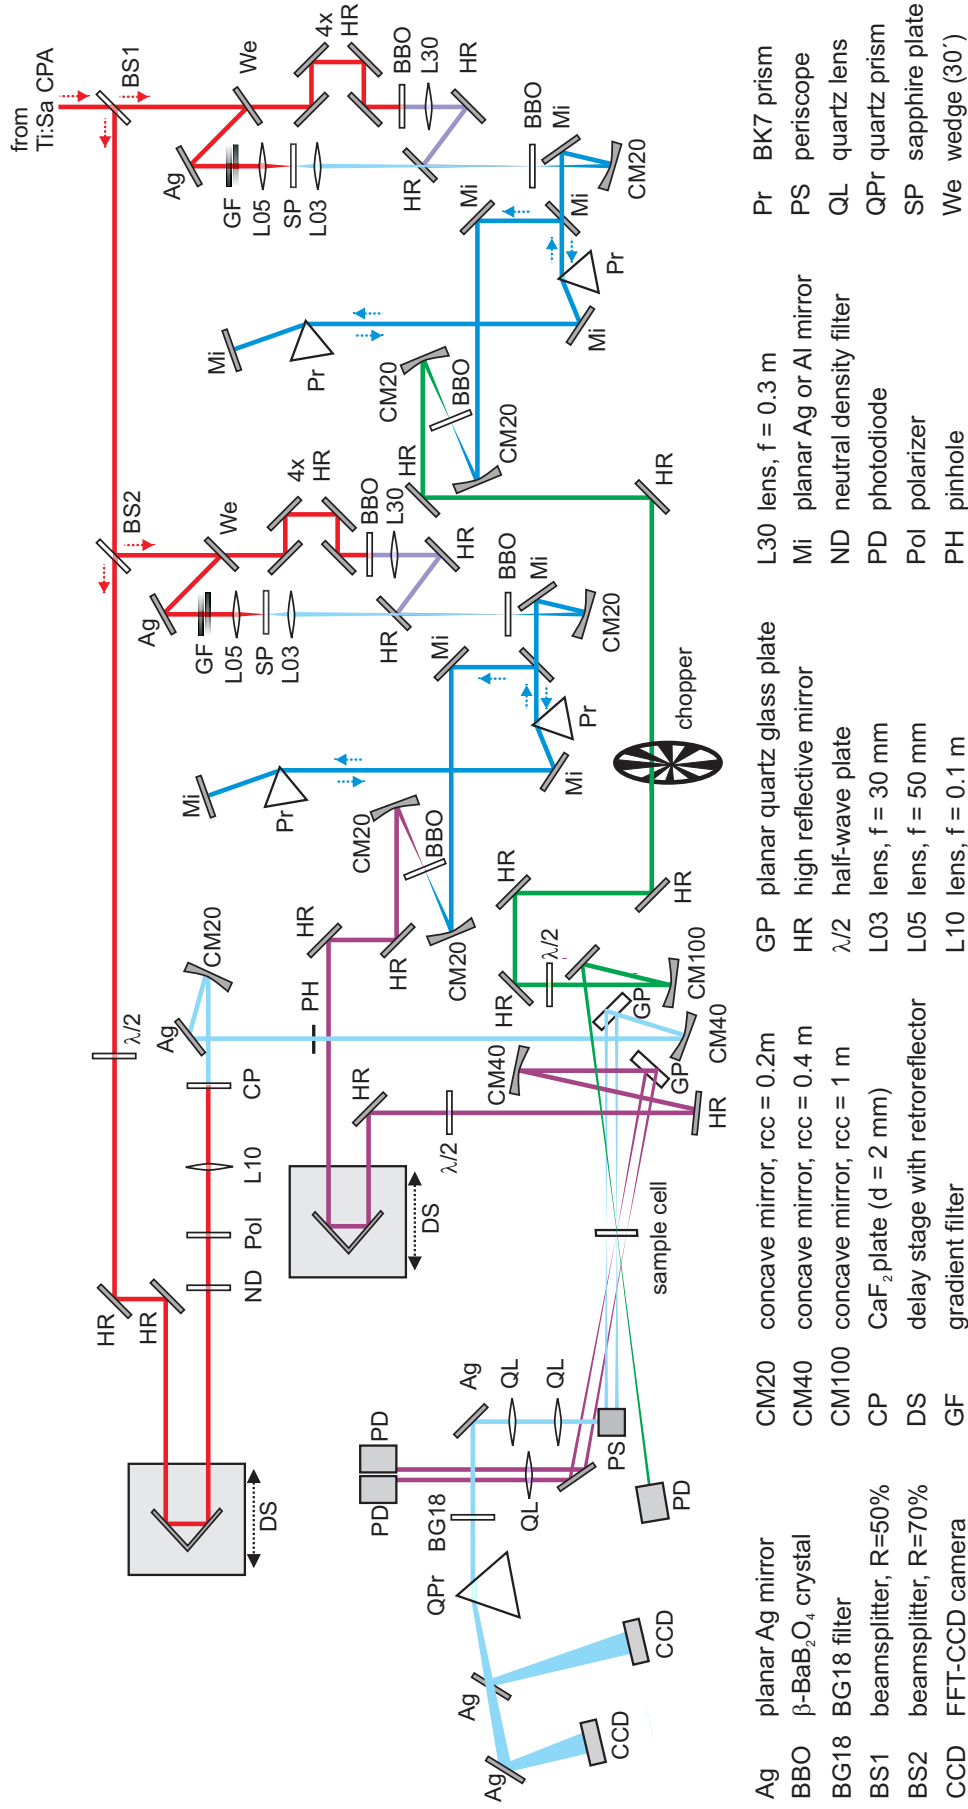 from
Ti:Sa CPA
BS1
BS2
λ/2
HR
HR
DS
ND
Pol
L10
CP
Ag
CM20
Ag
GF
L05
SP
L03
We
4x
HR
BBO
L30
HR
HR
BBO
Mi
CM20
Ag
GF
L05
SP
L03
We
4x
HR
BBO
L30
HR
HR
BBO
Mi
CM20
Mi
Mi
Pr
Mi
Pr
Mi
CM20
BBO
CM20
HR
HR
Mi
Pr
Mi
Pr
Mi
CM20
BBO
CM20
HR
HR
PH
HR
λ/2
DS
chopper
HR
HR
HR
λ/2
CM100
GP
CM40
CM40
GP
HR
sample cell
Ag
QL
QL
PS
PD
PD
QL
PD
BG18
QPr
Ag
Ag
CCD
CCD
Ag planar Ag mirror
BBO β-BaB₂O₄ crystal
BG18 BG18 filter
BS1 beamsplitter, R=50%
BS2 beamsplitter, R=70%
CCD FFT-CCD camera
CM20 concave mirror, rcc = 0.2m
CM40 concave mirror, rcc = 0.4 m
CM100 concave mirror, rcc = 1 m
CP CaF₂ plate (d = 2 mm)
DS delay stage with retroreflector
GF gradient filter
GP planar quartz glass plate
HR high reflective mirror
λ/2 half-wave plate
L03 lens, f = 30 mm
L05 lens, f = 50 mm
L10 lens, f = 0.1 m
L30 lens, f = 0.3 m
Mi planar Ag or Al mirror
ND neutral density filter
PD photodiode
Pol polarizer
PH pinhole
Pr BK7 prism
PS periscope
QL quartz lens
QPr quartz prism
SP sapphire plate
We wedge (30´)